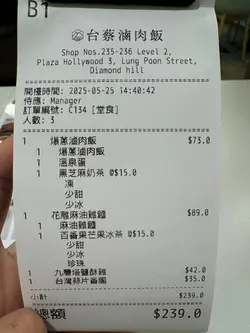 B1
台蔡滷肉飯
Shop Nos.235-236 Level 2,
Plaza Hollywood 3, Lung Poon Street,
Diamond hill
開檯時間: 2025-05-25 14:40:42
侍應: Manager
訂單編號: C134 [堂食]
人數: 3
1 爆蔥滷肉飯 $73.0
1 爆蔥滷肉飯
1 溫泉蛋
1 黑芝麻奶茶 @$15.0
凍
少甜
少冰
1 花雕麻油雞麵 $89.0
1 麻油雞麵
1 百香果芒果冰茶 @$15.0
少甜
少冰
珍珠
1 九層塔鹽酥雞 $42.0
1 台灣蒜片香腸 $35.0
小計 $239.0
總額 $239.0